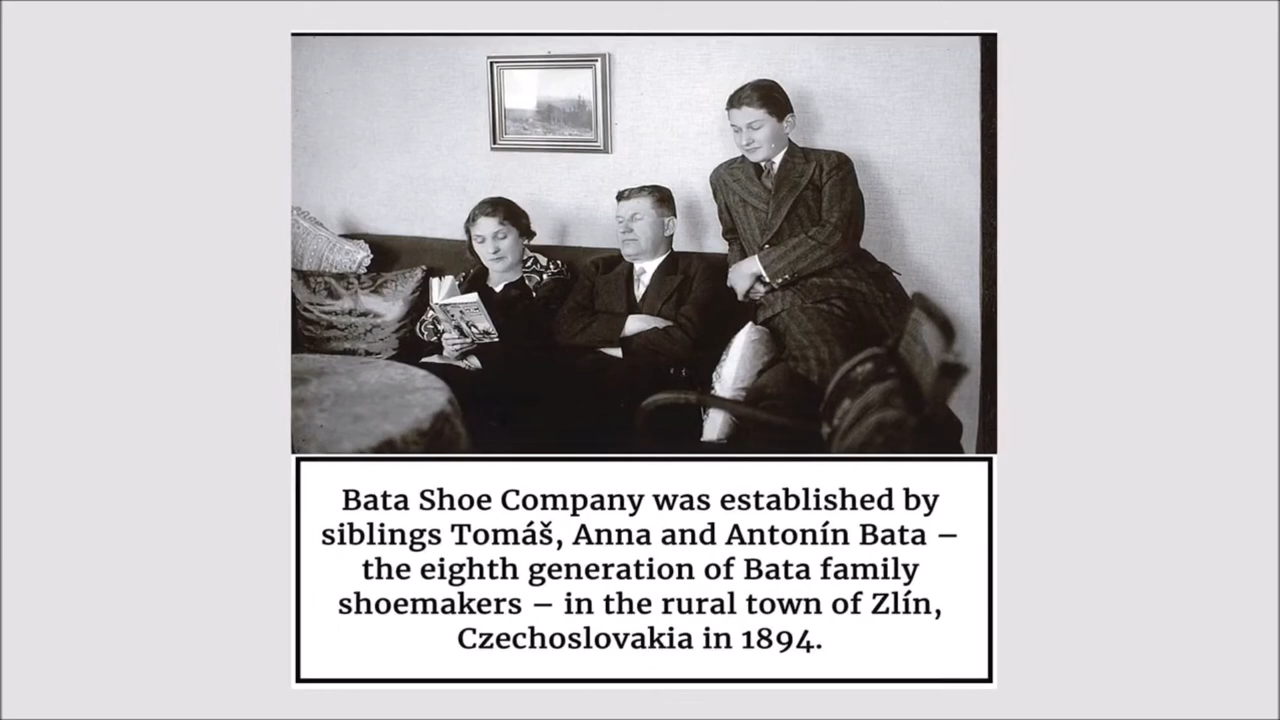 Bata Shoe Company was established by
siblings Tomáš, Anna and Antonín Bata –
the eighth generation of Bata family
shoemakers – in the rural town of Zlín,
Czechoslovakia in 1894.